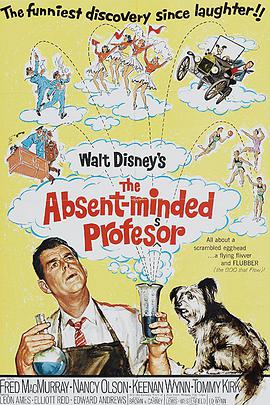 The funniest discovery since laughter!!
Walt Disney's
The
Absent-minded
Profesor
s
All about a
scrambled egghead
...a flying flivver
and FLUBBER
(the GOO that Flew)!
FRED MacMURRAY · NANCY OLSON · KEENAN WYNN · TOMMY KIRK
LEON AMES · ELLIOTT REID · EDWARD ANDREWS